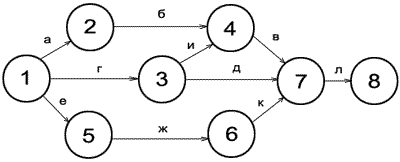 б
2 4
а и в
г д л
1 3 7 8
е ж к
5 6